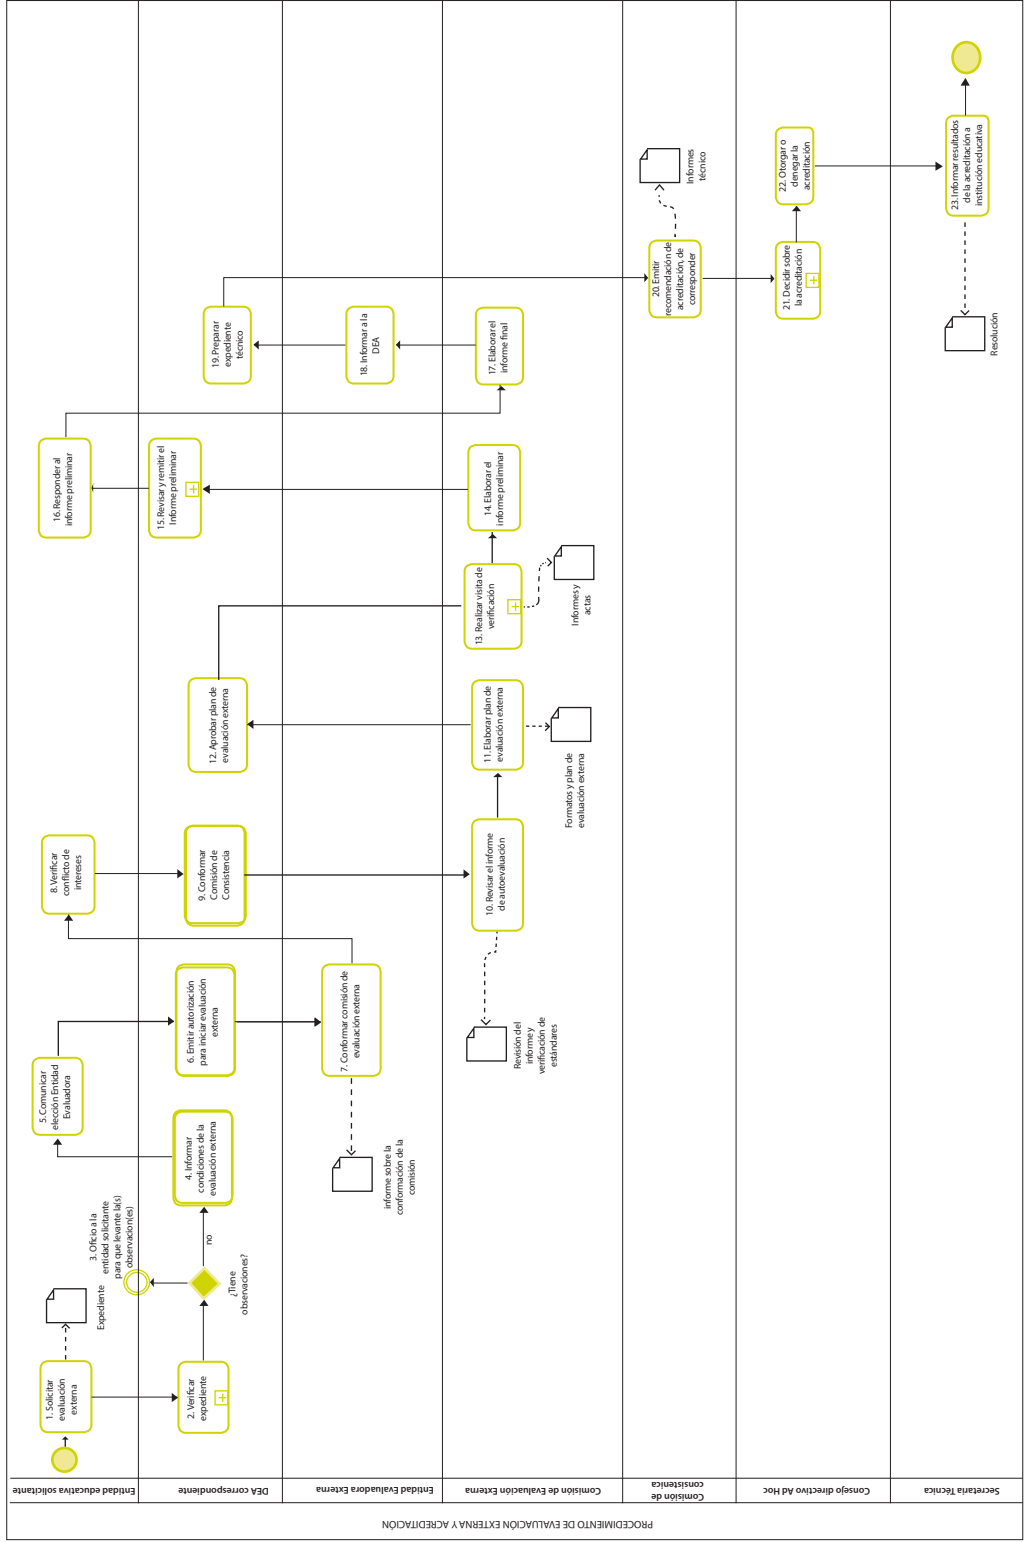 PROCEDIMIENTO DE EVALUACIÓN EXTERNA Y ACREDITACIÓN
Entidad educativa solicitante
DEA correspondiente
Entidad Evaluadora Externa
Comisión de Evaluación Externa
Comisión de
consistencia
Consejo directivo Ad Hoc
Secretaria Técnica
1. Solicitar
evaluación
externa
Expediente
2. Verificar
expediente
¿Tiene
observaciones?
no
3. Oficio a la
entidad solicitante
para que levante la(s)
observacion(es)
4. Informar
condiciones de la
evaluación externa
5. Comunicar
elección Entidad
Evaluadora
6. Emitir autorización
para iniciar evaluación
externa
7. Conformar comisión de
evaluación externa
informe sobre la
conformación de la
comisión
8. Verificar
conflicto de
intereses
9. Conformar
Comisión de
Consistencia
10. Revisar el informe
de autoevaluación
Revisión del
informe y
verificación de
estándares
11. Elaborar plan de
evaluación externa
Formatos y plan de
evaluación externa
12. Aprobar plan de
evaluación externa
13. Realizar visita de
verificación
Informes y
actas
14. Elaborar el
informe preliminar
15. Revisar y remitir el
Informe preliminar
16. Responder al
informe preliminar
17. Elaborar el
informe final
18. Informar a la
DEA
19. Preparar
expediente
técnico
20. Emitir
recomendación de
acreditación, de
corresponder
Informes
técnico
21. Decidir sobre
la acreditación
22. Otorgar o
denegar la
acreditación
23. Informar resultados
de la acreditación a
institución educativa
Resolución